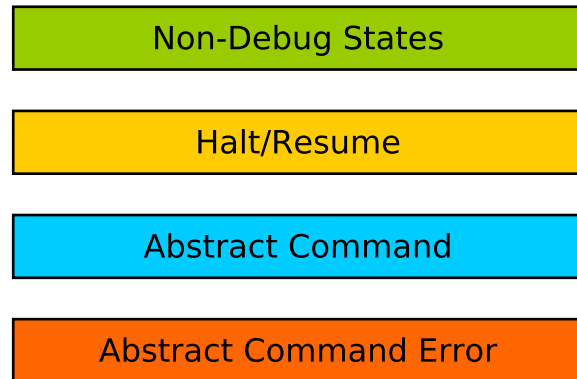 Non-Debug States
Halt/Resume
Abstract Command
Abstract Command Error